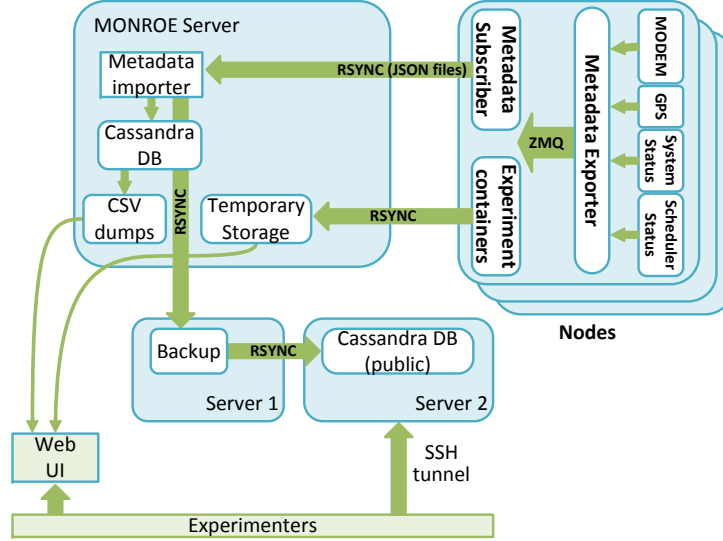 MONROE Server
Metadata
importer
Cassandra
DB
CSV
dumps
Temporary
Storage
RSYNC
RSYNC (JSON files)
RSYNC
Metadata
Subscriber
Experiment
containers
ZMQ
Metadata Exporter
MODEM
GPS
System
Status
Scheduler
Status
Nodes
Backup
RSYNC
Cassandra DB
(public)
Server 1
Server 2
Web
UI
SSH
tunnel
Experimenters